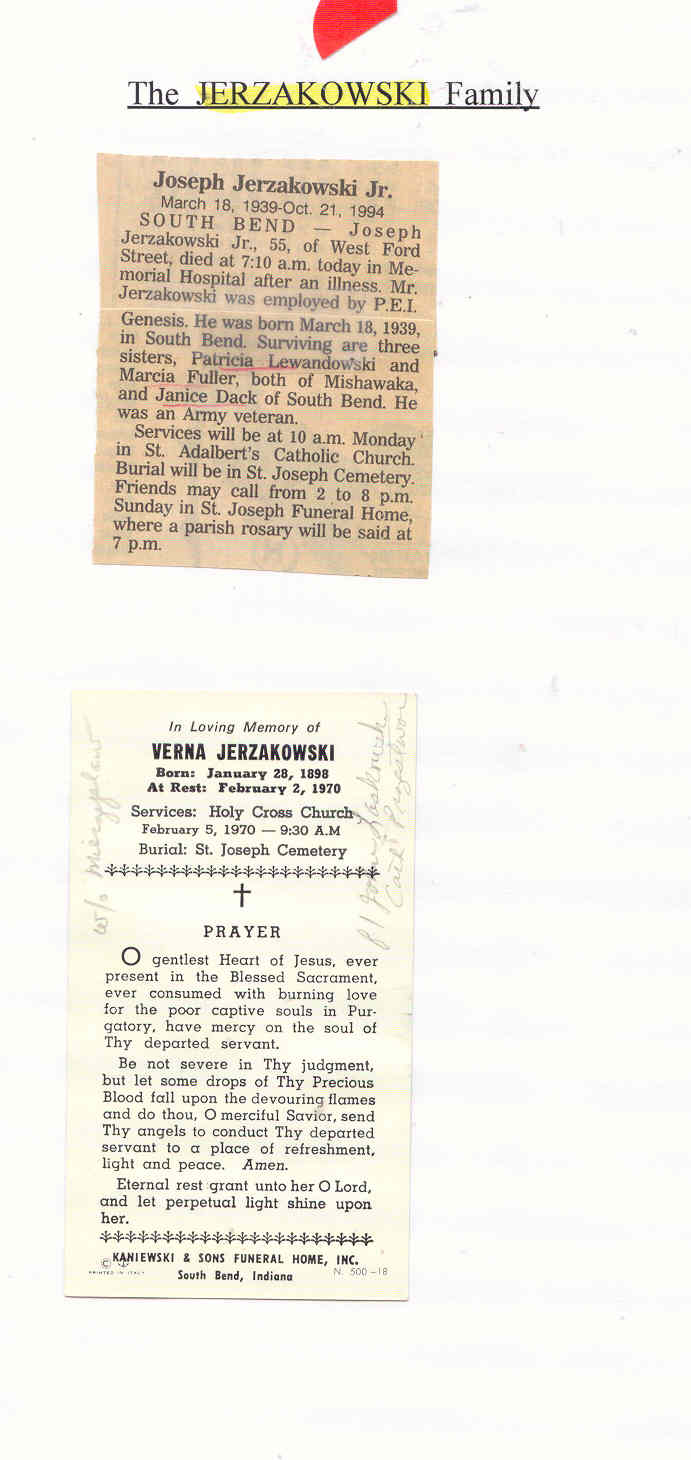 The JERZAKOWSKI Family
Joseph Jerzakowski Jr.
March 18, 1939-Oct. 21, 1994
SOUTH BEND — Joseph
Jerzakowski Jr., 55, of West Ford
Street, died at 7:10 a.m. today in Me-
morial Hospital after an illness. Mr.
Jerzakowski was employed by P.E.I.
Genesis. He was born March 18, 1939,
in South Bend. Surviving are three
sisters, Patricia Lewandowski and
Marcia Fuller, both of Mishawaka,
and Janice Dack of South Bend. He
was an Army veteran.
Services will be at 10 a.m. Monday
in St. Adalbert's Catholic Church.
Burial will be in St. Joseph Cemetery.
Friends may call from 2 to 8 p.m.
Sunday in St. Joseph Funeral Home,
where a parish rosary will be said at
7 p.m.
In Loving Memory of
VERNA JERZAKOWSKI
Born: January 28, 1898
At Rest: February 2, 1970
Services: Holy Cross Church
February 5, 1970 — 9:30 A.M
Burial: St. Joseph Cemetery
w/o
PRAYER
O gentlest Heart of Jesus, ever
present in the Blessed Sacrament,
ever consumed with burning love
for the poor captive souls in Pur-
gatory, have mercy on the soul of
Thy departed servant.
Be not severe in Thy judgment,
but let some drops of Thy Precious
Blood fall upon the devouring flames
and do thou, O merciful Savior, send
Thy angels to conduct Thy departed
servant to a place of refreshment,
light and peace. Amen.
Eternal rest grant unto her O Lord,
and let perpetual light shine upon
her.
KANIEWSKI & SONS FUNERAL HOME, INC.
© PRINTED IN ITALY South Bend, Indiana N. 500-18